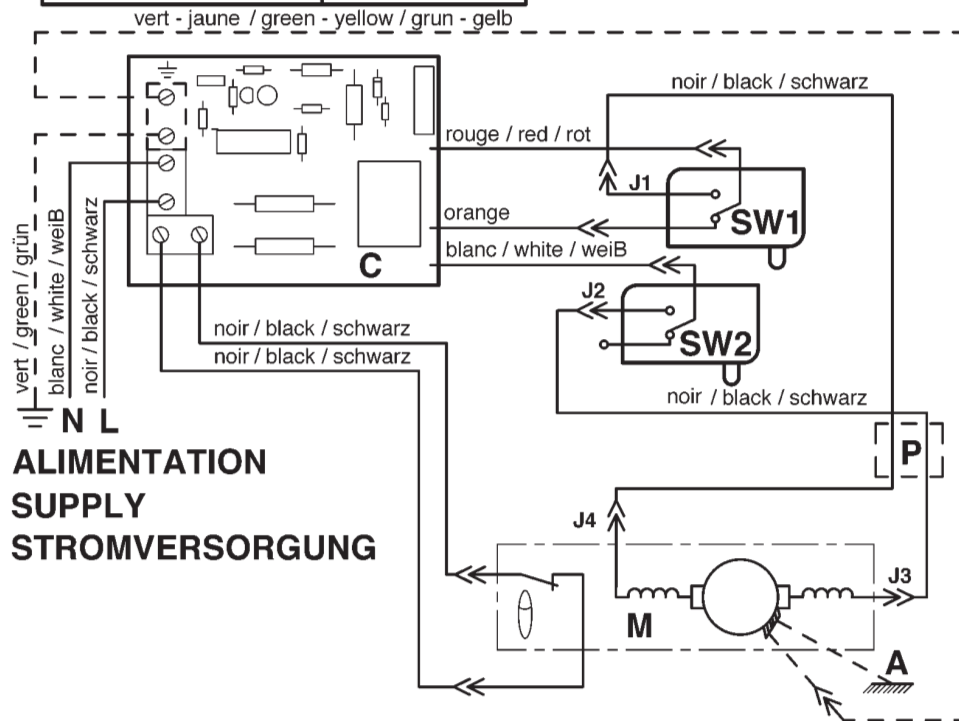 vert - jaune / green - yellow / grun - gelb
noir / black / schwarz
rouge / red / rot
J1
SW1
orange
blanc / white / weiB
C
J2
SW2
vert / green / grün
blanc / white / weiB
noir / black / schwarz
noir / black / schwarz
noir / black / schwarz
noir / black / schwarz
N L
P
ALIMENTATION
SUPPLY
STROMVERSORGUNG
J4
J3
M
A